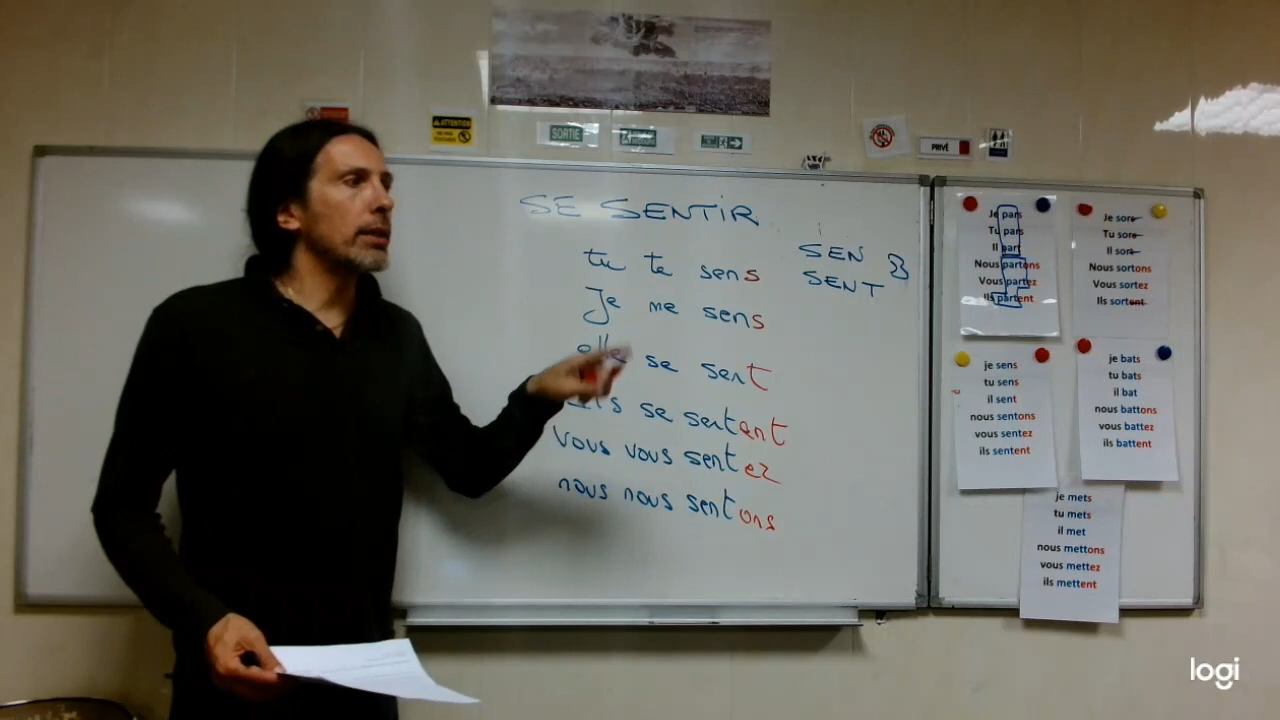 ATTENTION
SORTIE
PRIVÉ
SE SENTIR
tu te sens
Je me sens
elle se sent
se sentent
vous vous sentez
nous nous sentons
SEN
SENT
Je pars
Tu pars
Il part
Nous partons
Vous partez
Ils partent
Je sors
Tu sors
Il sort
Nous sortons
Vous sortez
Ils sortent
je sens
tu sens
il sent
nous sentons
vous sentez
ils sentent
je bats
tu bats
il bat
nous battons
vous battez
ils battent
je mets
tu mets
il met
nous mettons
vous mettez
ils mettent
logi